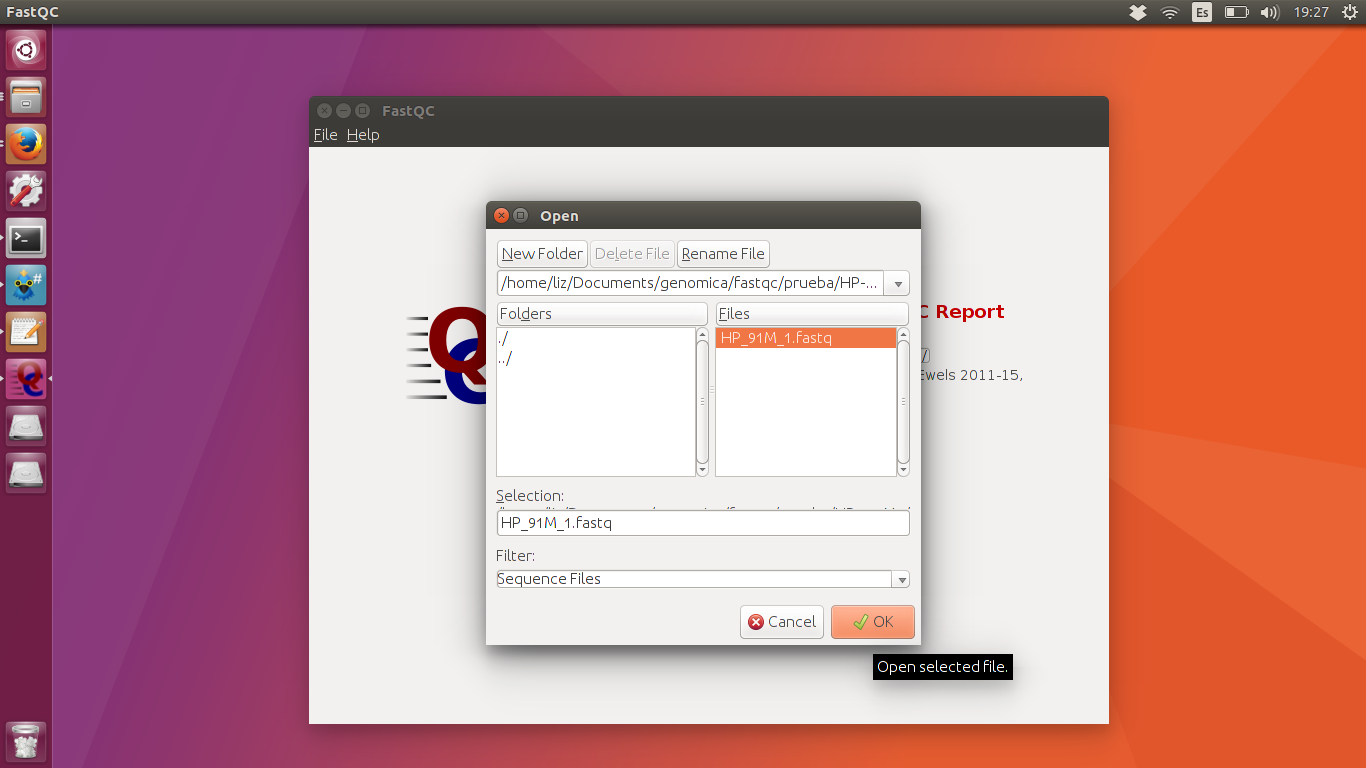 FastQC
Es
19:27
FastQC
File Help
Open
New Folder Delete File Rename File
/home/liz/Documents/genomica/fastqc/prueba/HP-...
Folders
./
../
Files
HP_91M_1.fastq
C Report
/
Ewels 2011-15,
Selection:
HP_91M_1.fastq
Filter:
Sequence Files
Cancel OK
Open selected file.